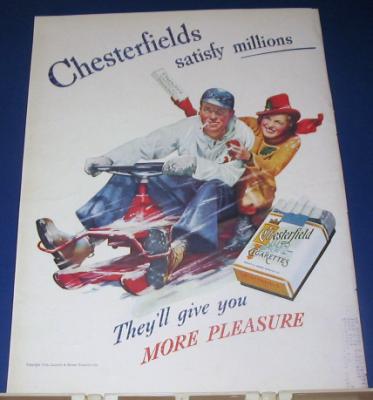 Chesterfields
satisfy millions
Chesterfield
CIGARETTES
They'll give you
MORE PLEASURE